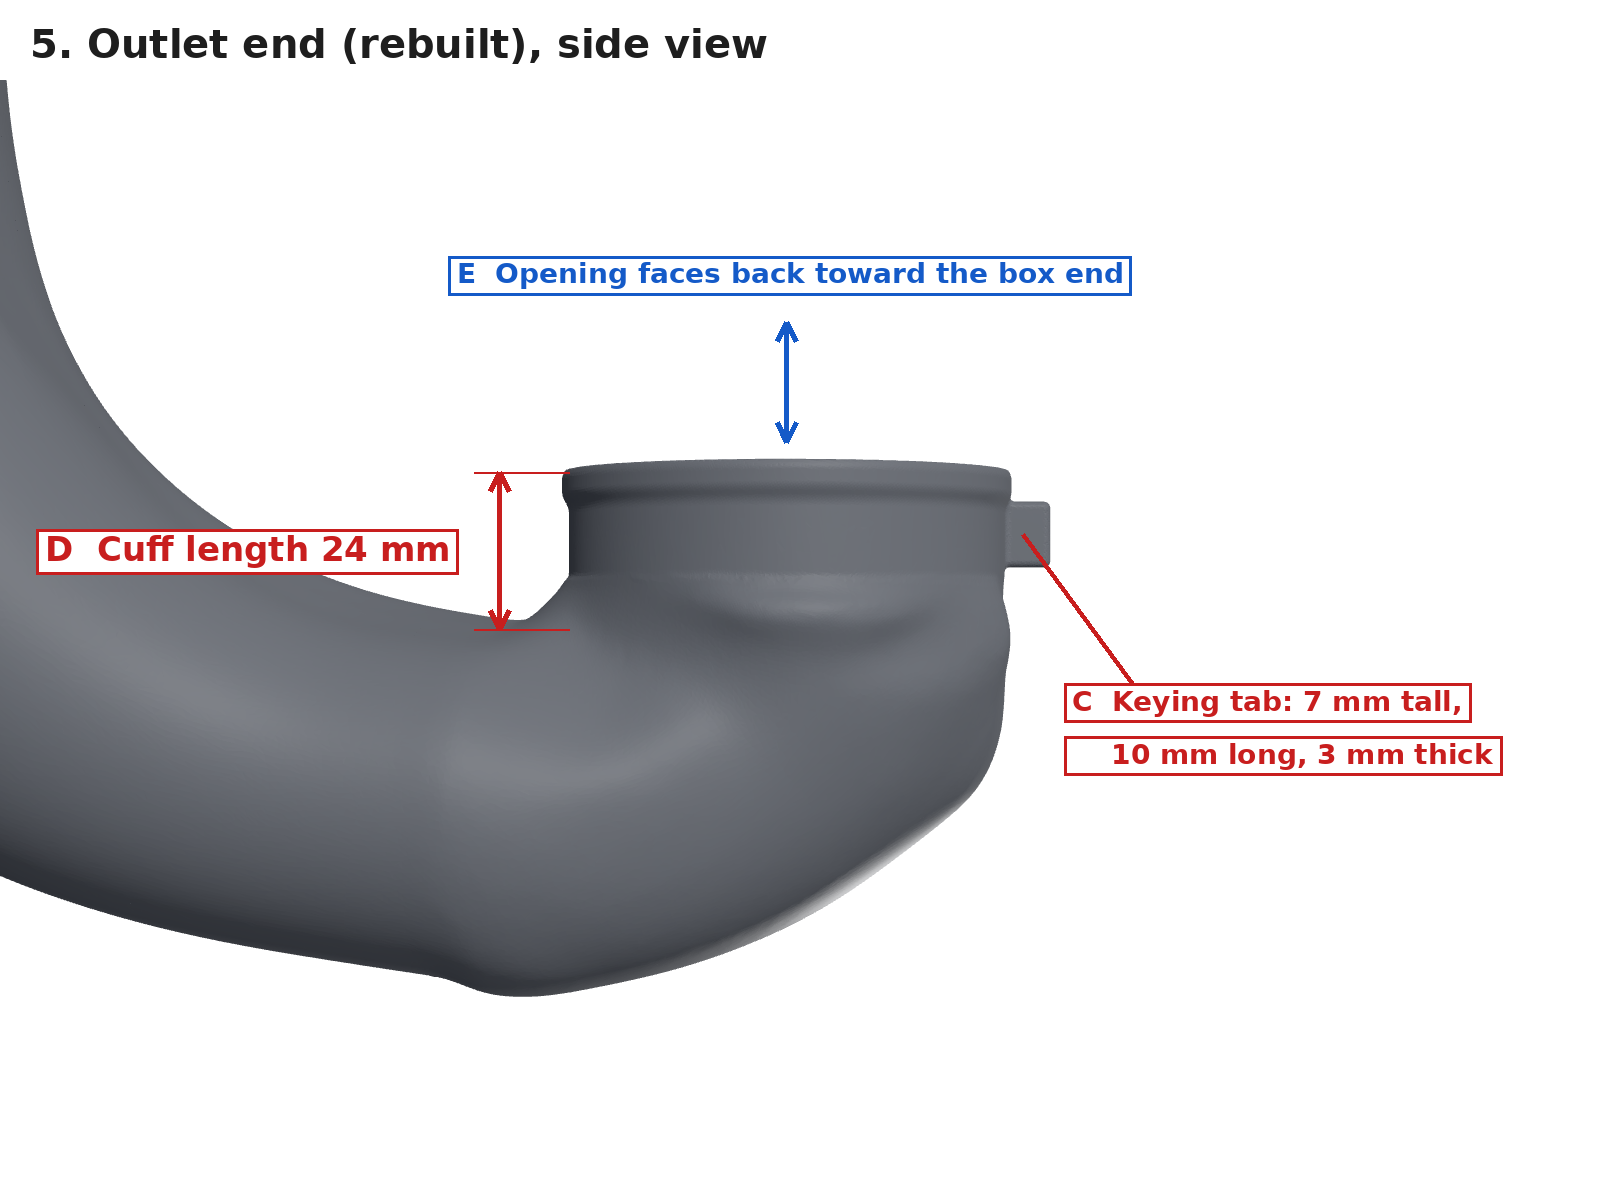 5. Outlet end (rebuilt), side view
E  Opening faces back toward the box end
D  Cuff length 24 mm
C  Keying tab: 7 mm tall,
10 mm long, 3 mm thick